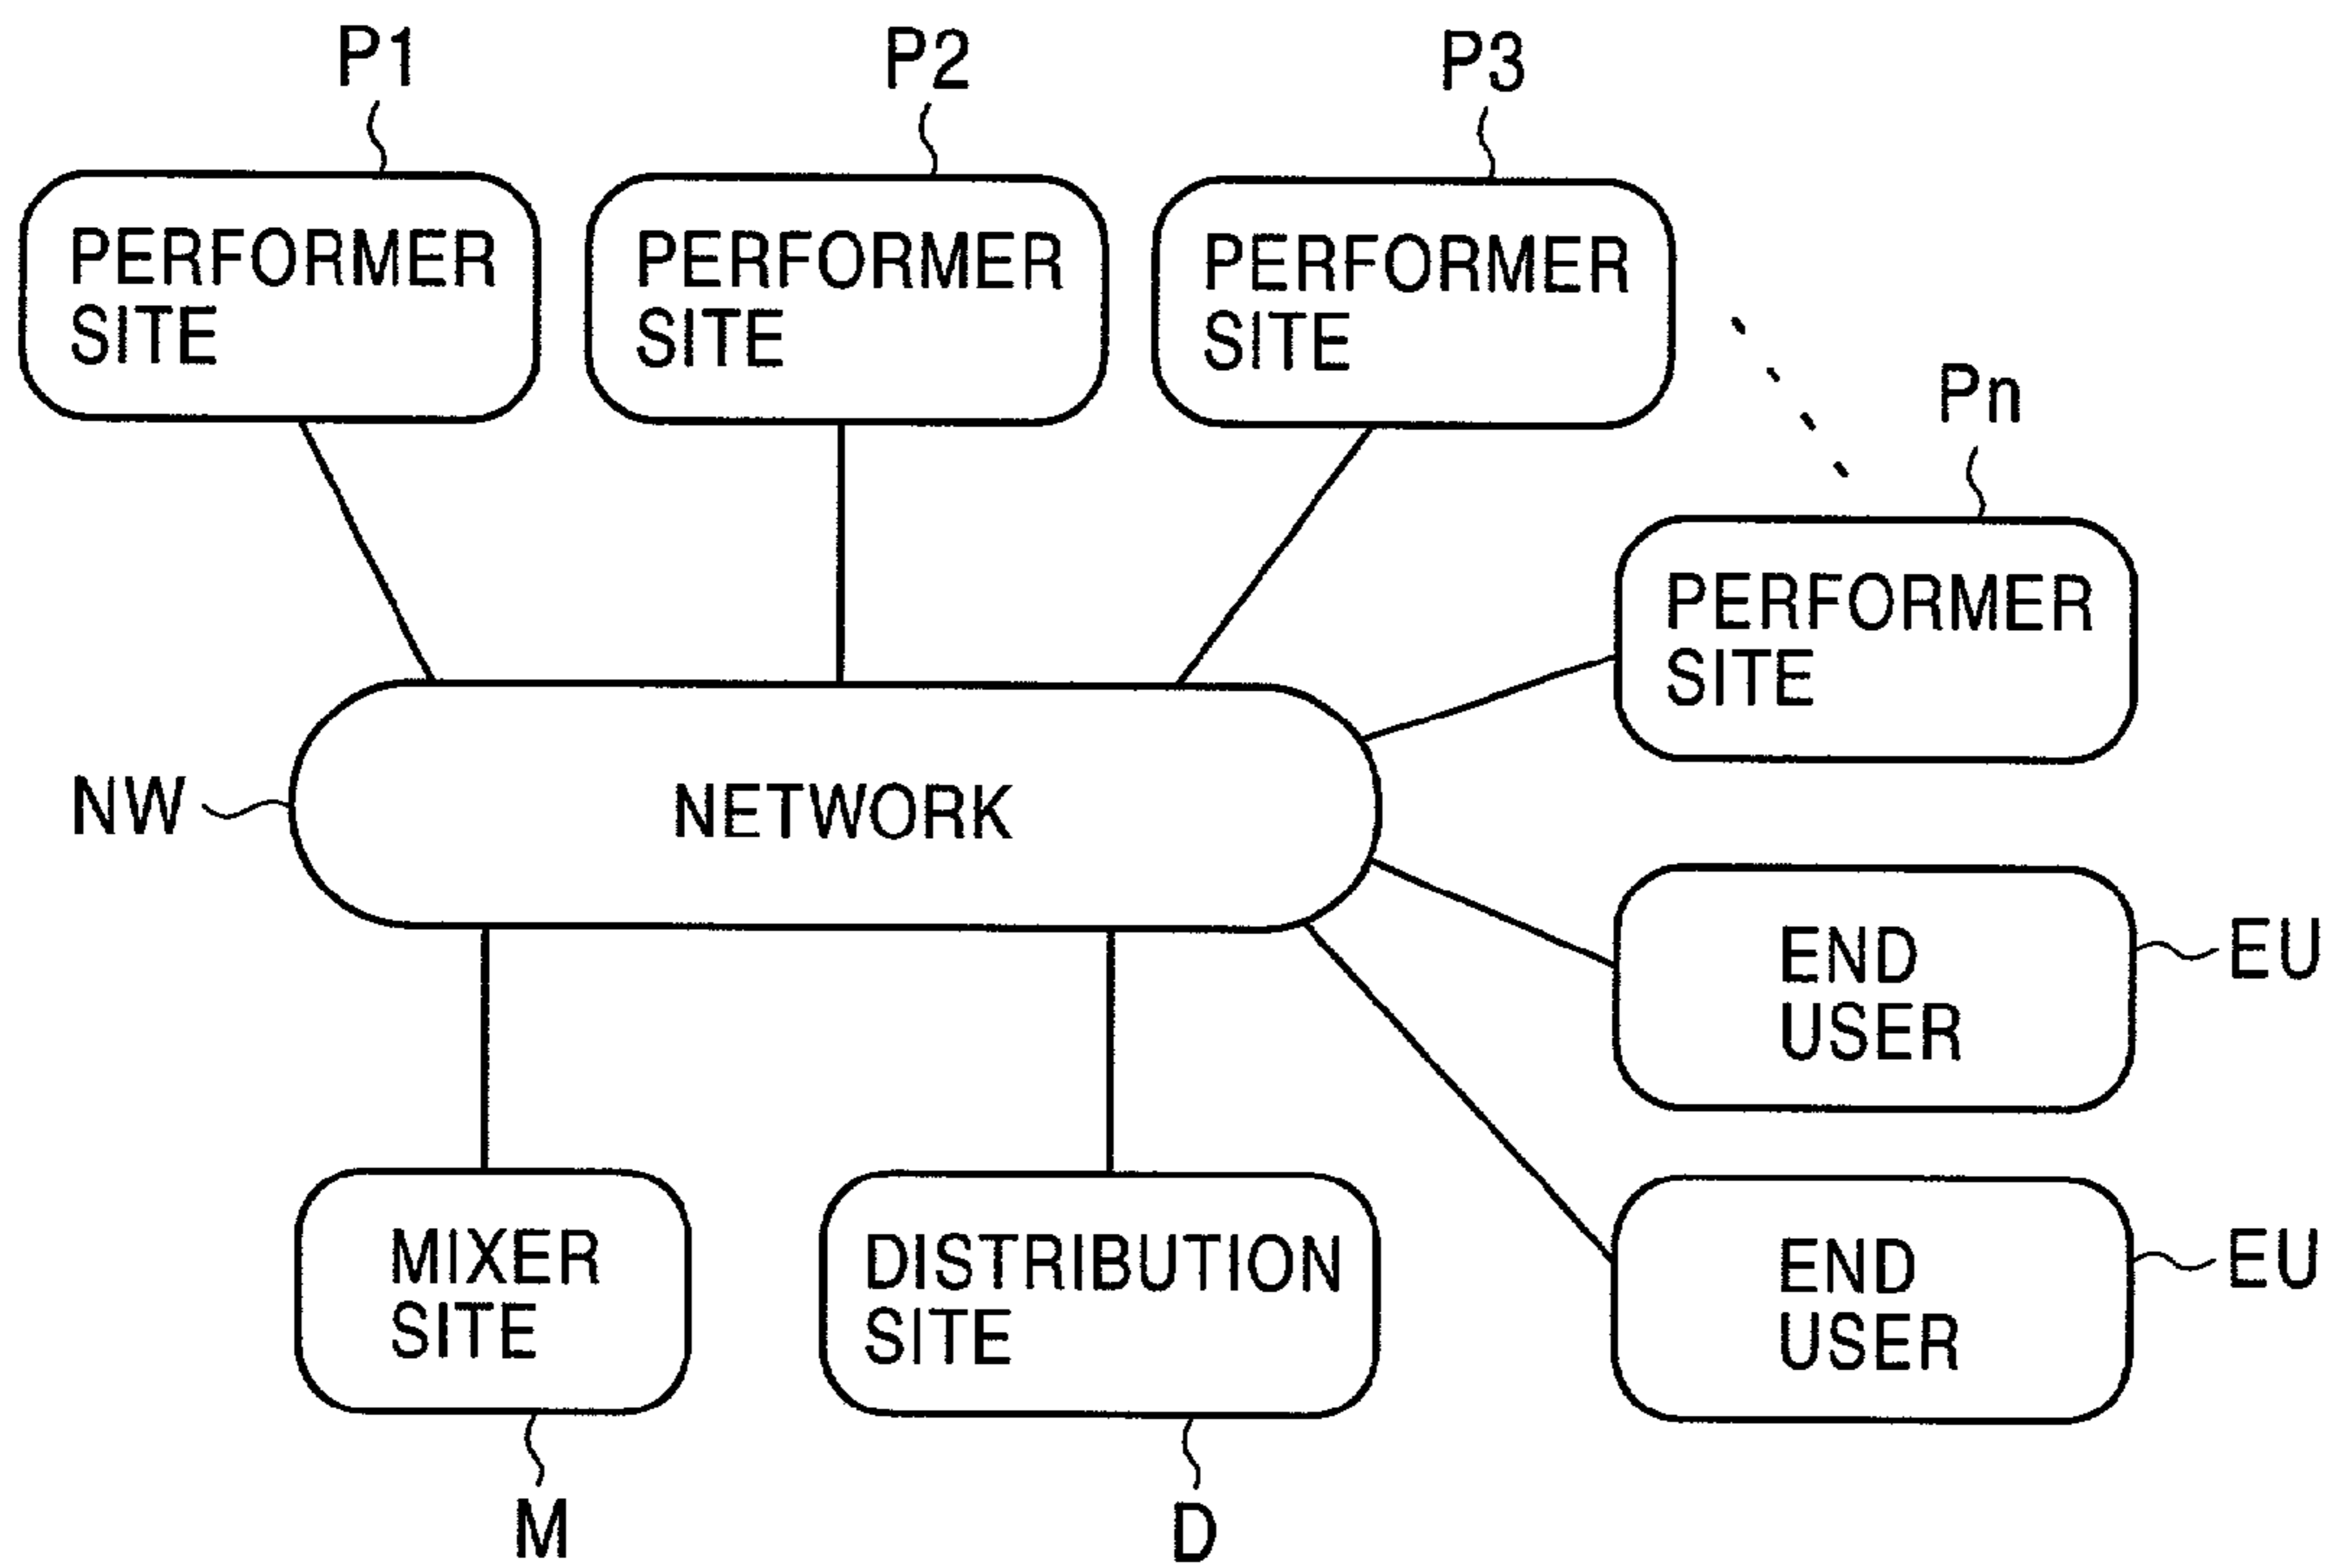 P1
P2
P3
PERFORMER
SITE
PERFORMER
SITE
PERFORMER
SITE
Pn
PERFORMER
SITE
NW
NETWORK
END
USER
EU
MIXER
SITE
DISTRIBUTION
SITE
END
USER
EU
M
D